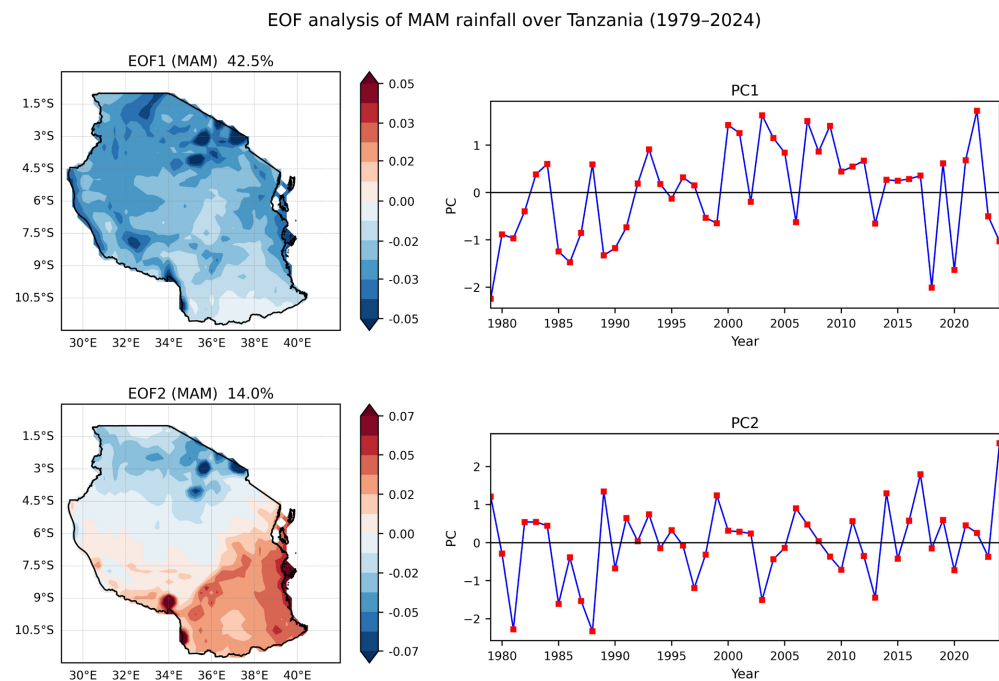 EOF analysis of MAM rainfall over Tanzania (1979–2024)
EOF1 (MAM)  42.5%
1.5°S
3°S
4.5°S
6°S
7.5°S
9°S
10.5°S
30°E 32°E 34°E 36°E 38°E 40°E
0.05
0.03
0.02
0.00
-0.02
-0.03
-0.05
PC1
PC
1
0
−1
−2
1980 1985 1990 1995 2000 2005 2010 2015 2020
Year
EOF2 (MAM)  14.0%
1.5°S
3°S
4.5°S
6°S
7.5°S
9°S
10.5°S
30°E 32°E 34°E 36°E 38°E 40°E
0.07
0.05
0.02
0.00
-0.02
-0.05
-0.07
PC2
PC
2
1
0
−1
−2
1980 1985 1990 1995 2000 2005 2010 2015 2020
Year